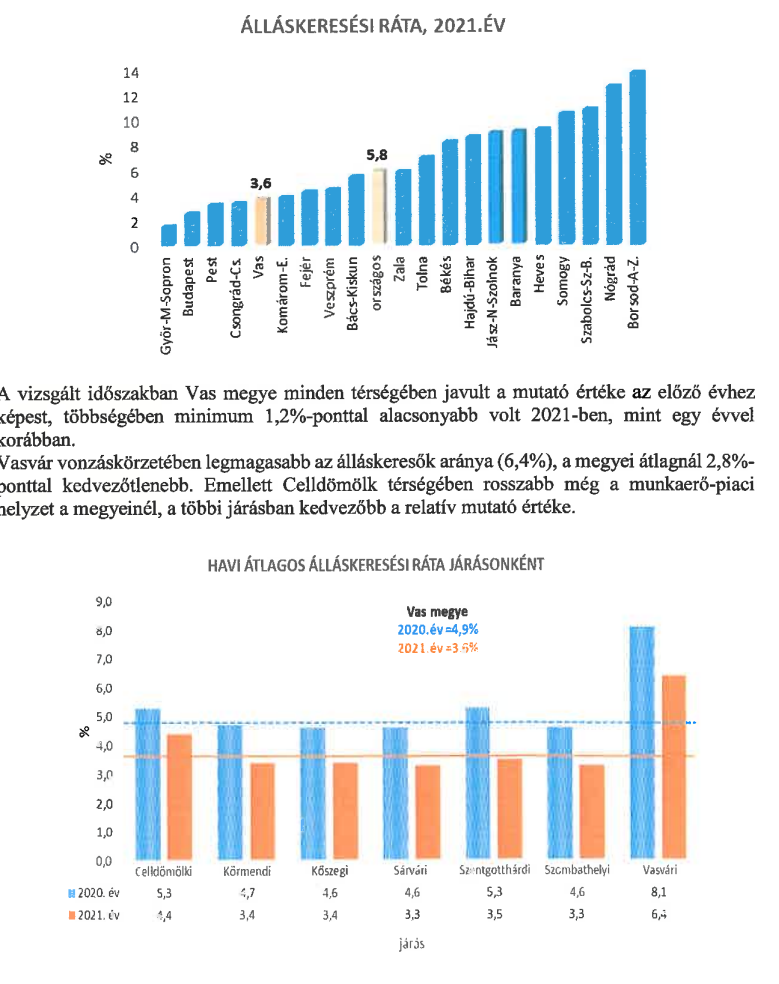 ÁLLÁSKERESÉSI RÁTA, 2021.ÉV
14
12
10
8
6
4
2
0
%
3,6
5,8
Győr-M-Sopron
Budapest
Pest
Csongrád-Cs.
Vas
Komárom-E.
Fejér
Veszprém
Bács-Kiskun
országos
Zala
Tolna
Békés
Hajdú-Bihar
Jász-N-Szolnok
Baranya
Heves
Somogy
Szabolcs-Sz-B.
Nógrád
Borsod-A-Z.
A vizsgált időszakban Vas megye minden térségében javult a mutató értéke az előző évhez
képest, többségében minimum 1,2%-ponttal alacsonyabb volt 2021-ben, mint egy évvel
korábban.
Vasvár vonzáskörzetében legmagasabb az álláskeresők aránya (6,4%), a megyei átlagnál 2,8%-
ponttal kedvezőtlenebb. Emellett Celldömölk térségében rosszabb még a munkaerő-piaci
helyzet a megyeinél, a többi járásban kedvezőbb a relatív mutató értéke.
HAVI ÁTLAGOS ÁLLÁSKERESÉSI RÁTA JÁRÁSONKÉNT
9,0
8,0
7,0
6,0
5,0
4,0
3,0
2,0
1,0
0,0
%
Vas megye
2020.év=4,9%
2021.év=3,6%
Celldömölki Körmendi Kőszegi Sárvári Szentgotthárdi Szombathelyi Vasvári
2020. év 5,3 4,7 4,6 4,6 5,3 4,6 8,1
2021. év 4,4 3,4 3,4 3,3 3,5 3,3 6,4
járás